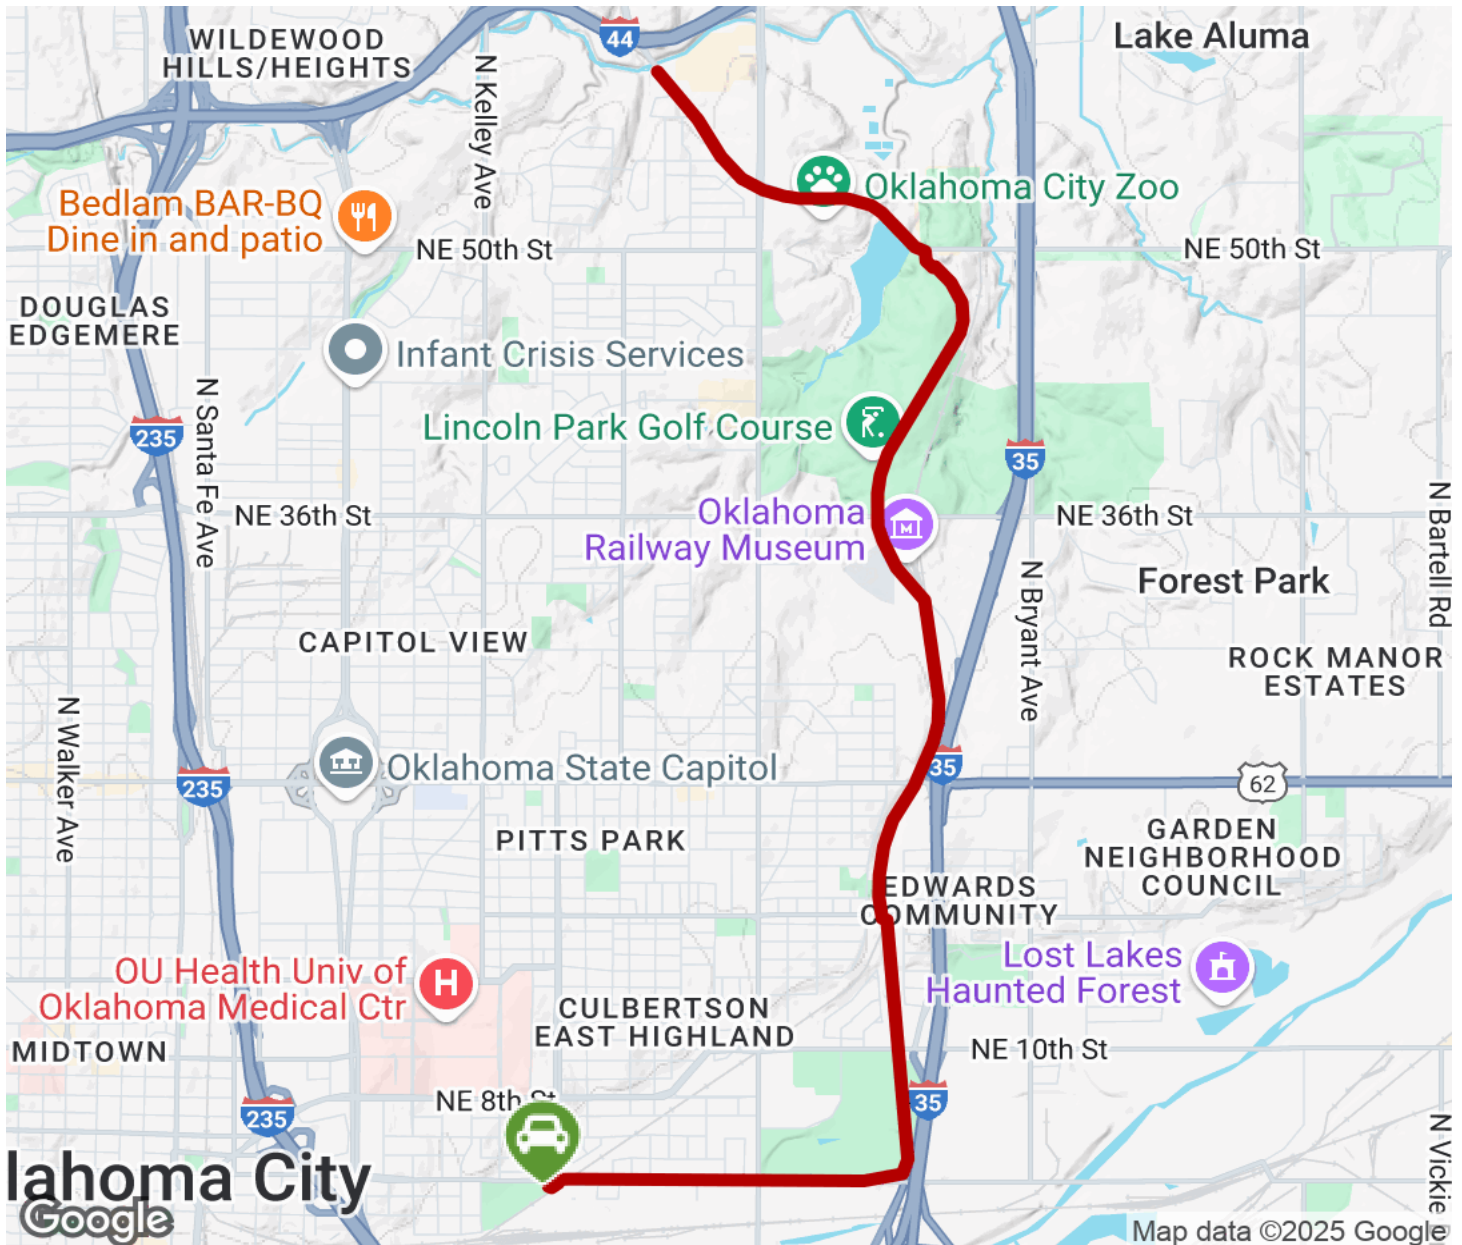 WILDEWOOD
HILLS/HEIGHTS
44
Lake Aluma
N Kelley Ave
Bedlam BAR-BQ
Dine in and patio
Oklahoma City Zoo
NE 50th St
NE 50th St
DOUGLAS
EDGEMERE
Infant Crisis Services
N Santa Fe Ave
235
Lincoln Park Golf Course
35
NE 36th St
Oklahoma
Railway Museum
NE 36th St
N Bartell Rd
N Bryant Ave
Forest Park
CAPITOL VIEW
ROCK MANOR
ESTATES
N Walker Ave
Oklahoma State Capitol
35
235
62
PITTS PARK
GARDEN
NEIGHBORHOOD
COUNCIL
EDWARDS
COMMUNITY
OU Health Univ of
Oklahoma Medical Ctr
H
Lost Lakes
Haunted Forest
CULBERTSON
EAST HIGHLAND
MIDTOWN
NE 10th St
NE 8th St
35
235
N Vickie
lahoma City
Google
Map data ©2025 Google